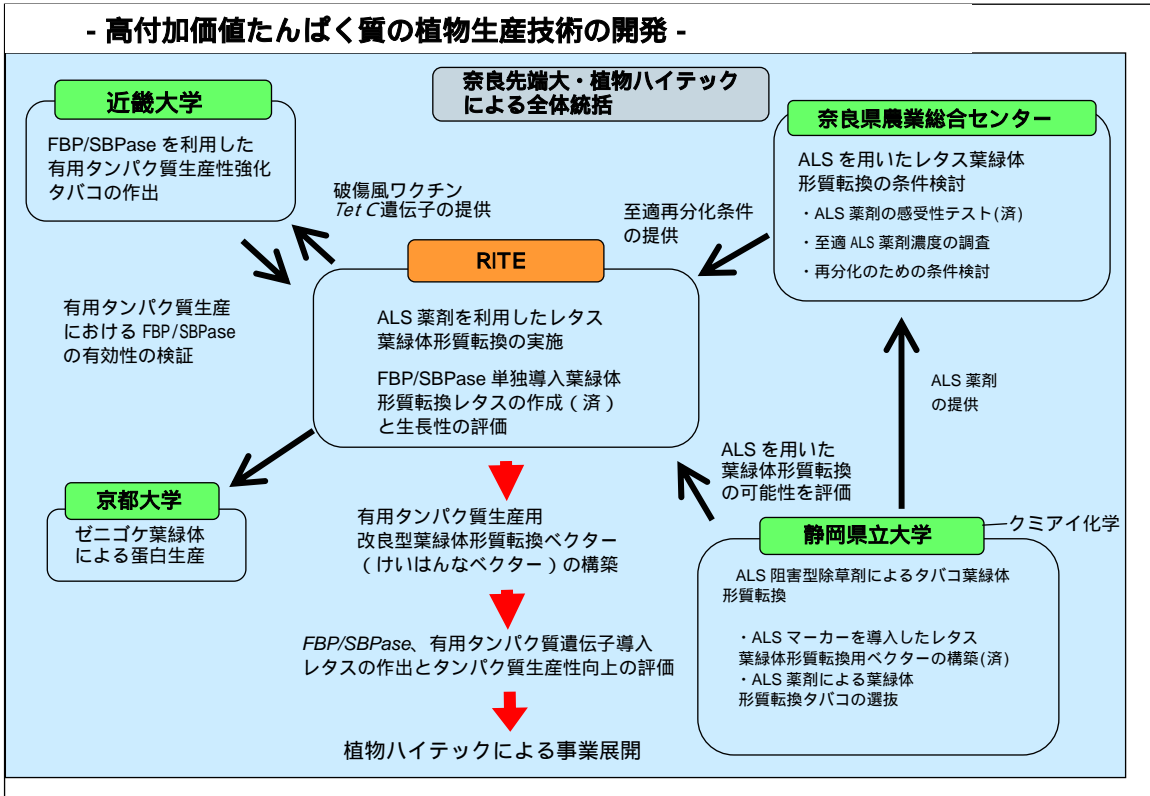 - 高付加価値たんぱく質の植物生産技術の開発 -
奈良先端大・植物ハイテック
による全体統括
近畿大学
FBP/SBPase を利用した
有用タンパク質生産性強化
タバコの作出
破傷風ワクチン
Tet C 遺伝子の提供
至適再分化条件
の提供
奈良県農業総合センター
ALS を用いたレタス葉緑体
形質転換の条件検討
・ALS 薬剤の感受性テスト(済)
・至適 ALS 薬剤濃度の調査
・再分化のための条件検討
有用タンパク質生産
における FBP/SBPase
の有効性の検証
RITE
ALS 薬剤を利用したレタス
葉緑体形質転換の実施
FBP/SBPase 単独導入葉緑体
形質転換レタスの作成（済）
と生長性の評価
ALS 薬剤
の提供
ALS を用いた
葉緑体形質転換
の可能性を評価
京都大学
ゼニゴケ葉緑体
による蛋白生産
有用タンパク質生産用
改良型葉緑体形質転換ベクター
（けいはんなベクター）の構築
FBP/SBPase、有用タンパク質遺伝子導入
レタスの作出とタンパク質生産性向上の評価
植物ハイテックによる事業展開
クミアイ化学
静岡県立大学
ALS 阻害型除草剤によるタバコ葉緑体
形質転換
・ALS マーカーを導入したレタス
葉緑体形質転換用ベクターの構築(済)
・ALS 薬剤による葉緑体
形質転換タバコの選抜